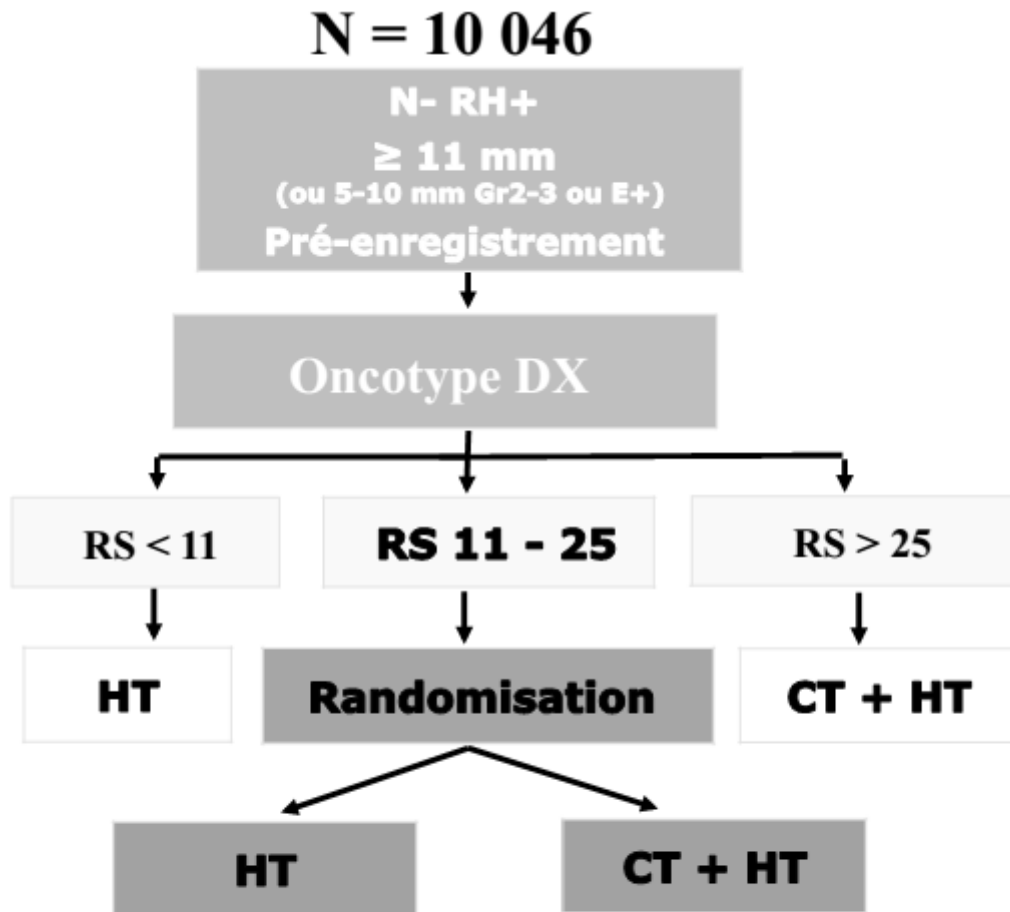 N = 10 046
N- RH+
≥ 11 mm
(ou 5-10 mm Gr2-3 ou E+)
Pré-enregistrement
Oncotype DX
RS < 11
RS 11 - 25
RS > 25
HT
Randomisation
CT + HT
HT
CT + HT